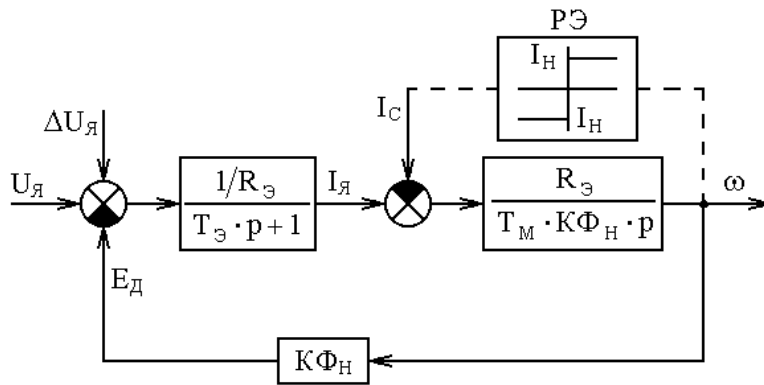 РЭ
I_Н
I_Н
I_С
ΔU_Я
U_Я
1/R_Э
T_Э · p + 1
I_Я
R_Э
T_М · КФ_Н · p
ω
E_Д
КФ_Н